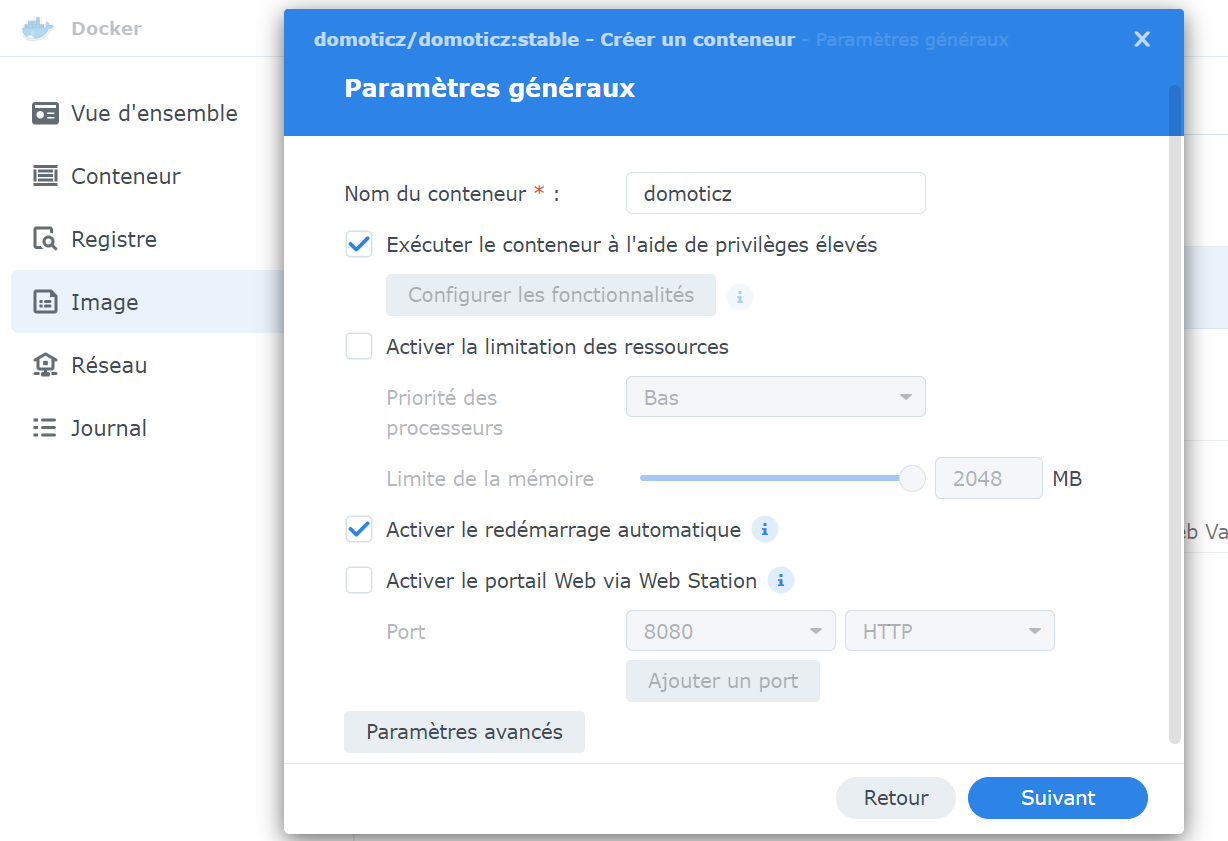 Docker
Vue d'ensemble
Conteneur
Registre
Image
Réseau
Journal
domoticz/domoticz:stable – Créer un conteneur - Paramètres généraux
Paramètres généraux
Nom du conteneur * :
domoticz
Exécuter le conteneur à l'aide de privilèges élevés
Configurer les fonctionnalités
Activer la limitation des ressources
Priorité des
processeurs
Bas
Limite de la mémoire
2048 MB
Activer le redémarrage automatique
Activer le portail Web via Web Station
Port
8080
HTTP
Ajouter un port
Paramètres avancés
Retour
Suivant